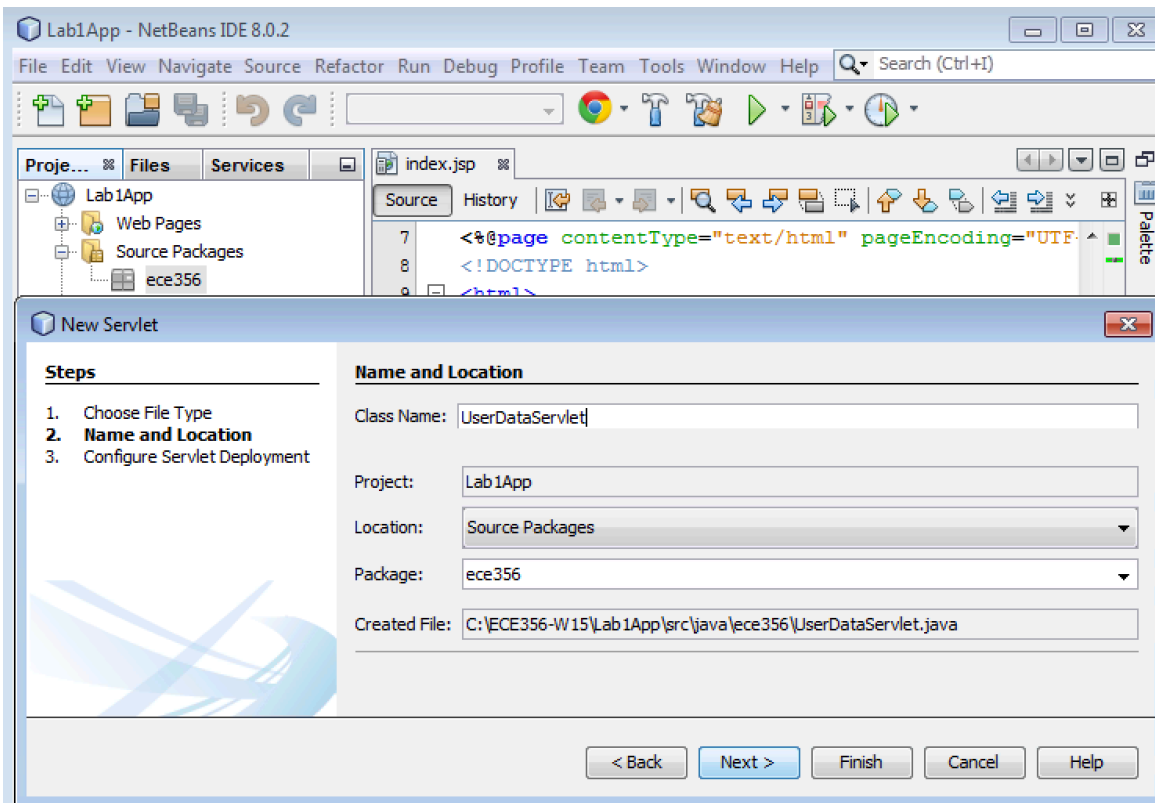 Lab1App - NetBeans IDE 8.0.2
File Edit View Navigate Source Refactor Run Debug Profile Team Tools Window Help Search (Ctrl+I)
Proje... Files Services
index.jsp
Lab1App
Web Pages
Source Packages
ece356
Source History
7 <%@page contentType="text/html" pageEncoding="UTF-
8 <!DOCTYPE html>
9 <html>
Palette
New Servlet
Steps
1. Choose File Type
2. Name and Location
3. Configure Servlet Deployment
Name and Location
Class Name: UserDataServlet
Project: Lab1App
Location: Source Packages
Package: ece356
Created File: C:\ECE356-W15\Lab1App\src\java\ece356\UserDataServlet.java
< Back Next > Finish Cancel Help